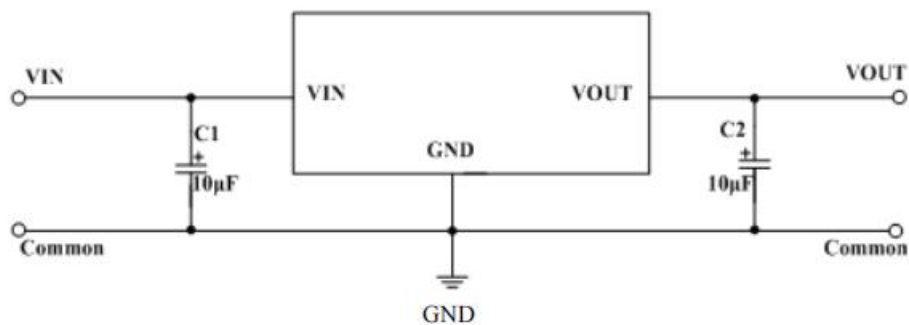 VIN
VOUT
VIN
VOUT
C1
C2
+
+
GND
10μF
10μF
Common
Common
GND